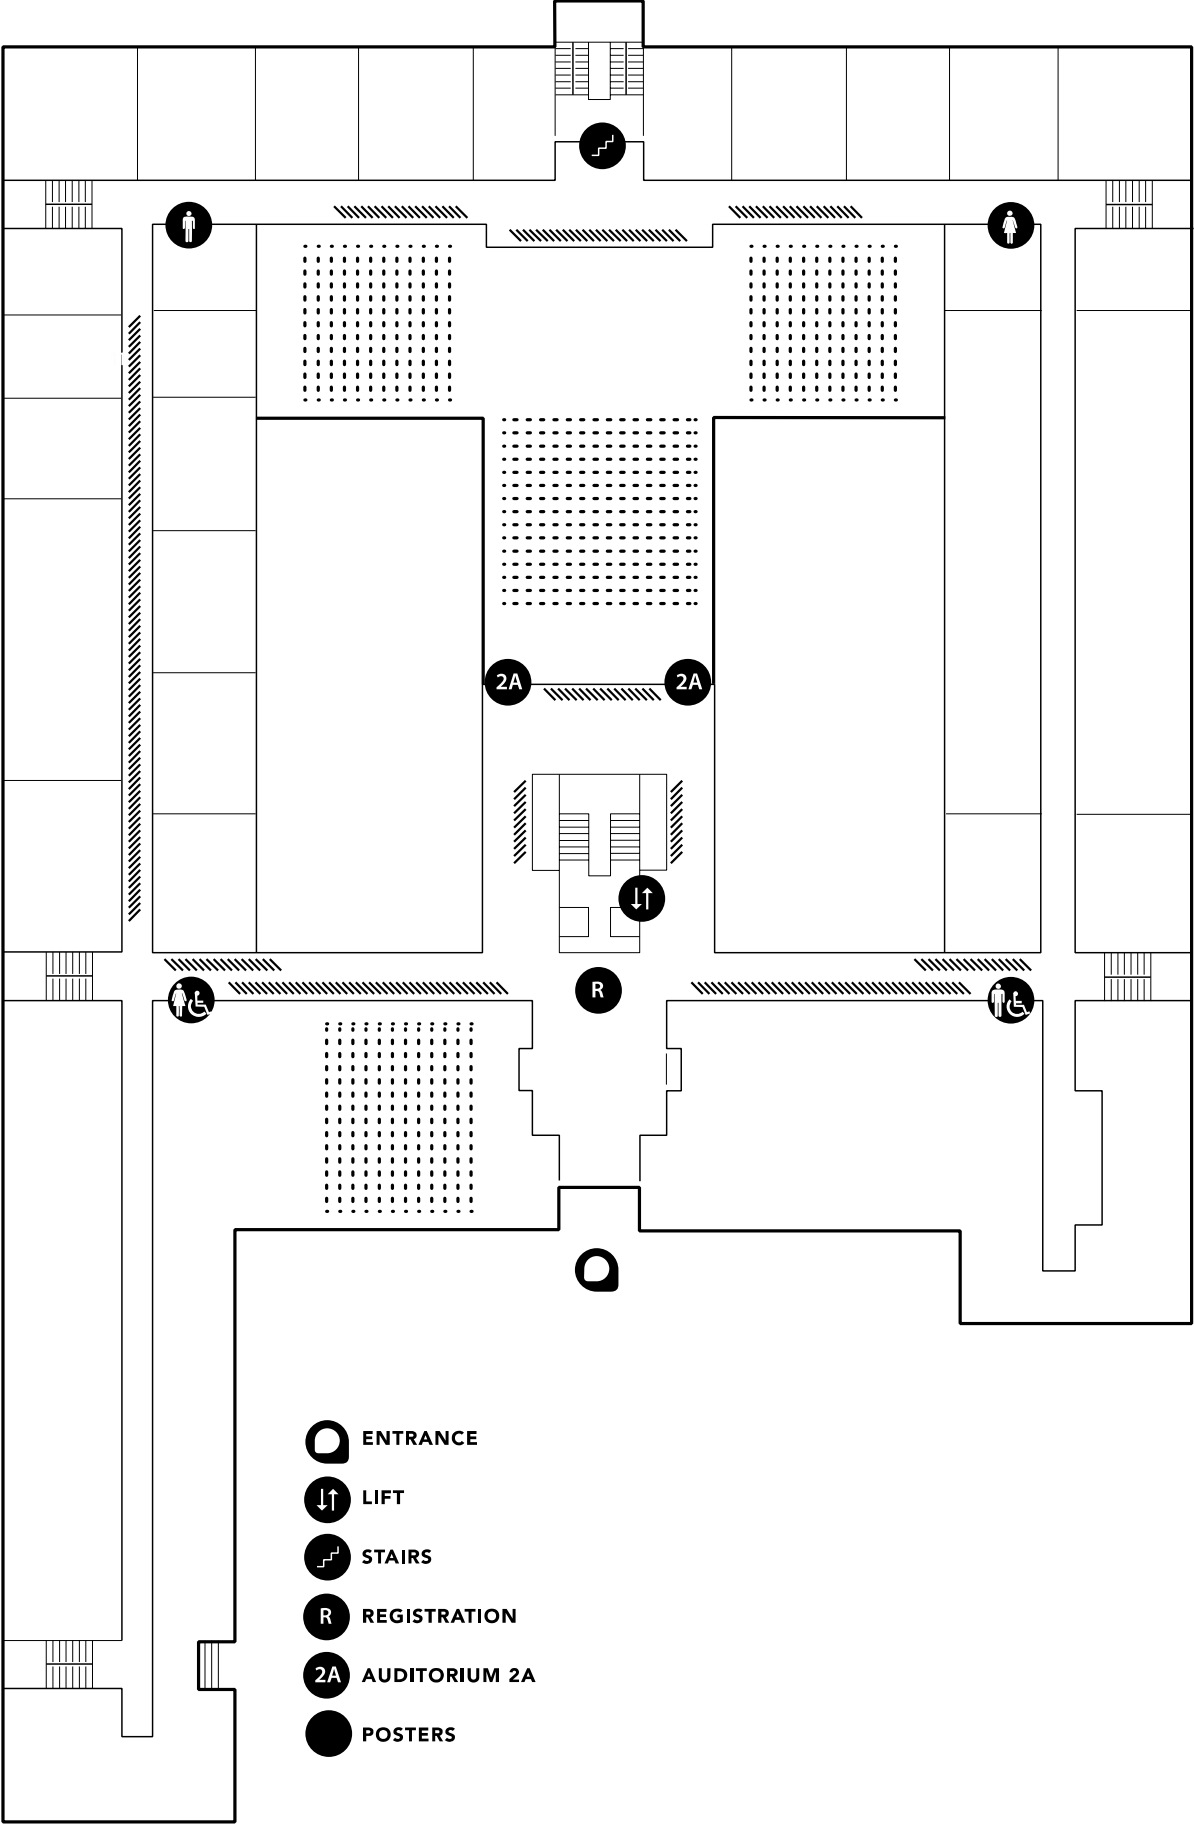 2A
2A
R
ENTRANCE
LIFT
STAIRS
R REGISTRATION
2A AUDITORIUM 2A
POSTERS